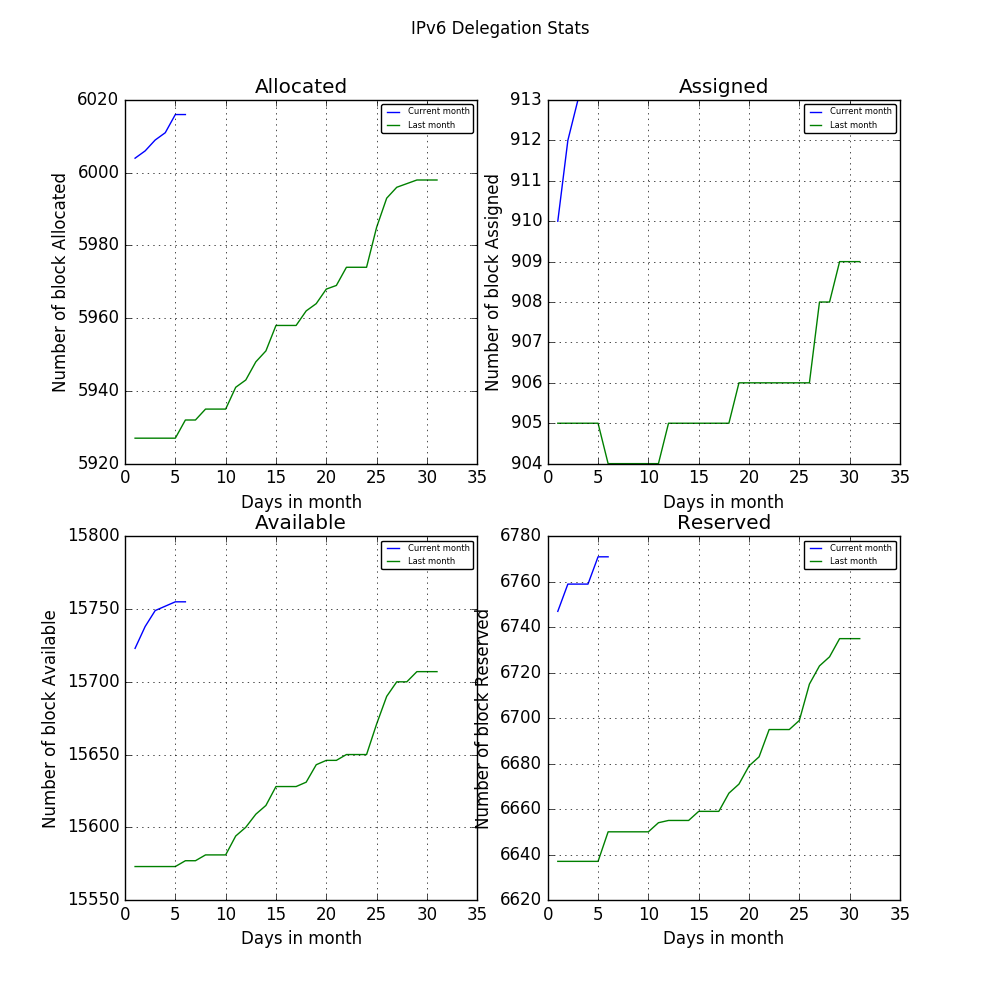 IPv6 Delegation Stats
Allocated
Number of block Allocated
6020
6000
5980
5960
5940
5920
Current month
Last month
0 5 10 15 20 25 30 35
Days in month
Assigned
Number of block Assigned
913
912
911
910
909
908
907
906
905
904
Current month
Last month
0 5 10 15 20 25 30 35
Days in month
Available
Number of block Available
15800
15750
15700
15650
15600
15550
Current month
Last month
0 5 10 15 20 25 30 35
Days in month
Reserved
Number of block Reserved
6780
6760
6740
6720
6700
6680
6660
6640
6620
Current month
Last month
0 5 10 15 20 25 30 35
Days in month